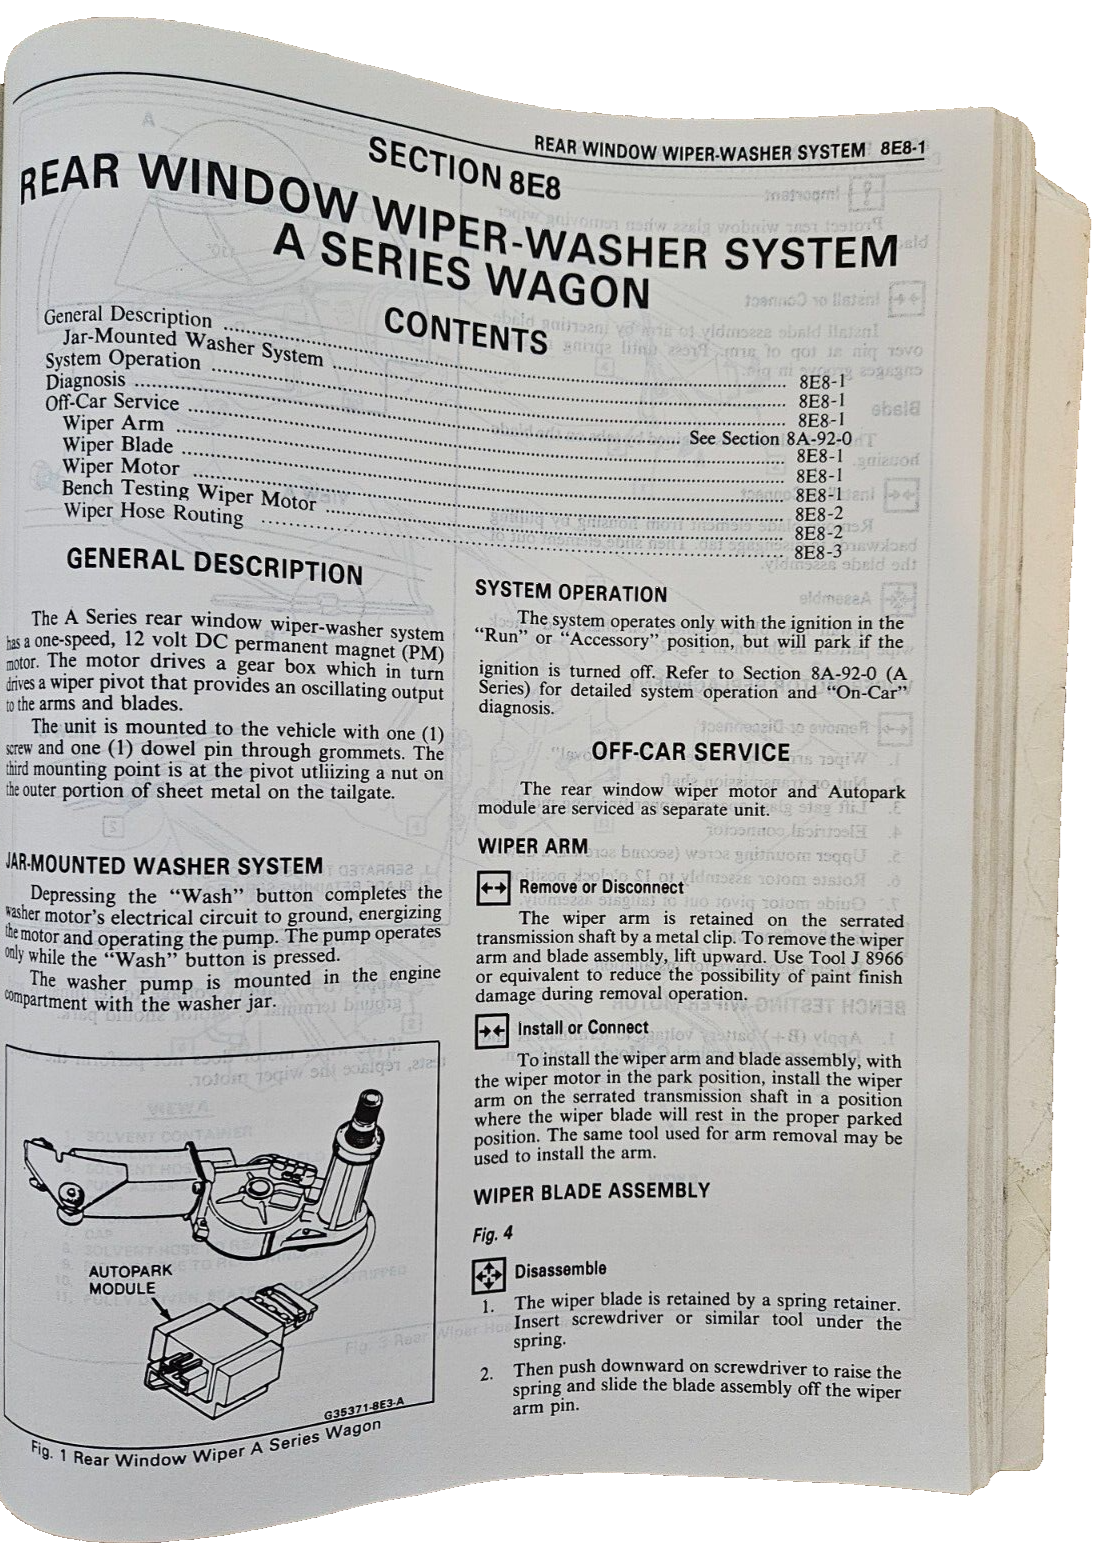 REAR WINDOW WIPER-WASHER SYSTEM 8E8-1
SECTION 8E8
REAR WINDOW WIPER-WASHER SYSTEM
A SERIES WAGON
CONTENTS
General Description .......... 8E8-1
Jar-Mounted Washer System .......... 8E8-1
System Operation .......... 8E8-1
Diagnosis .......... See Section 8A-92-0
Off-Car Service .......... 8E8-1
Wiper Arm .......... 8E8-1
Wiper Blade .......... 8E8-1
Wiper Motor .......... 8E8-2
Bench Testing Wiper Motor .......... 8E8-2
Wiper Hose Routing .......... 8E8-3
GENERAL DESCRIPTION
The A Series rear window wiper-washer system
has a one-speed, 12 volt DC permanent magnet (PM)
motor. The motor drives a gear box which in turn
drives a wiper pivot that provides an oscillating output
to the arms and blades.
The unit is mounted to the vehicle with one (1)
screw and one (1) dowel pin through grommets. The
third mounting point is at the pivot utliizing a nut on
the outer portion of sheet metal on the tailgate.
JAR-MOUNTED WASHER SYSTEM
Depressing the “Wash” button completes the
washer motor’s electrical circuit to ground, energizing
the motor and operating the pump. The pump operates
only while the “Wash” button is pressed.
The washer pump is mounted in the engine
compartment with the washer jar.
AUTOPARK
MODULE
G35371-8E3-A
Fig. 1 Rear Window Wiper A Series Wagon
SYSTEM OPERATION
The system operates only with the ignition in the
“Run” or “Accessory” position, but will park if the
ignition is turned off. Refer to Section 8A-92-0 (A
Series) for detailed system operation and “On-Car”
diagnosis.
OFF-CAR SERVICE
The rear window wiper motor and Autopark
module are serviced as separate unit.
WIPER ARM
Remove or Disconnect
The wiper arm is retained on the serrated
transmission shaft by a metal clip. To remove the wiper
arm and blade assembly, lift upward. Use Tool J 8966
or equivalent to reduce the possibility of paint finish
damage during removal operation.
Install or Connect
To install the wiper arm and blade assembly, with
the wiper motor in the park position, install the wiper
arm on the serrated transmission shaft in a position
where the wiper blade will rest in the proper parked
position. The same tool used for arm removal may be
used to install the arm.
WIPER BLADE ASSEMBLY
Fig. 4
Disassemble
1. The wiper blade is retained by a spring retainer.
Insert screwdriver or similar tool under the
spring.
2. Then push downward on screwdriver to raise the
spring and slide the blade assembly off the wiper
arm pin.